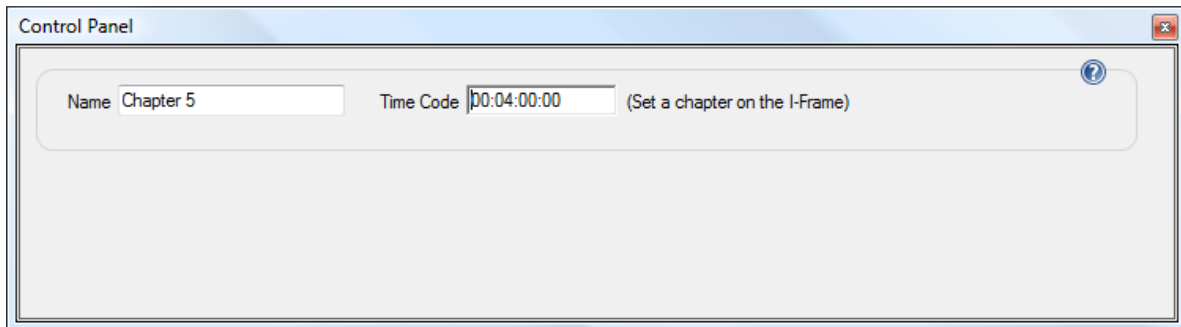 Control Panel
Name Chapter 5 Time Code 00:04:00:00 (Set a chapter on the I-Frame)